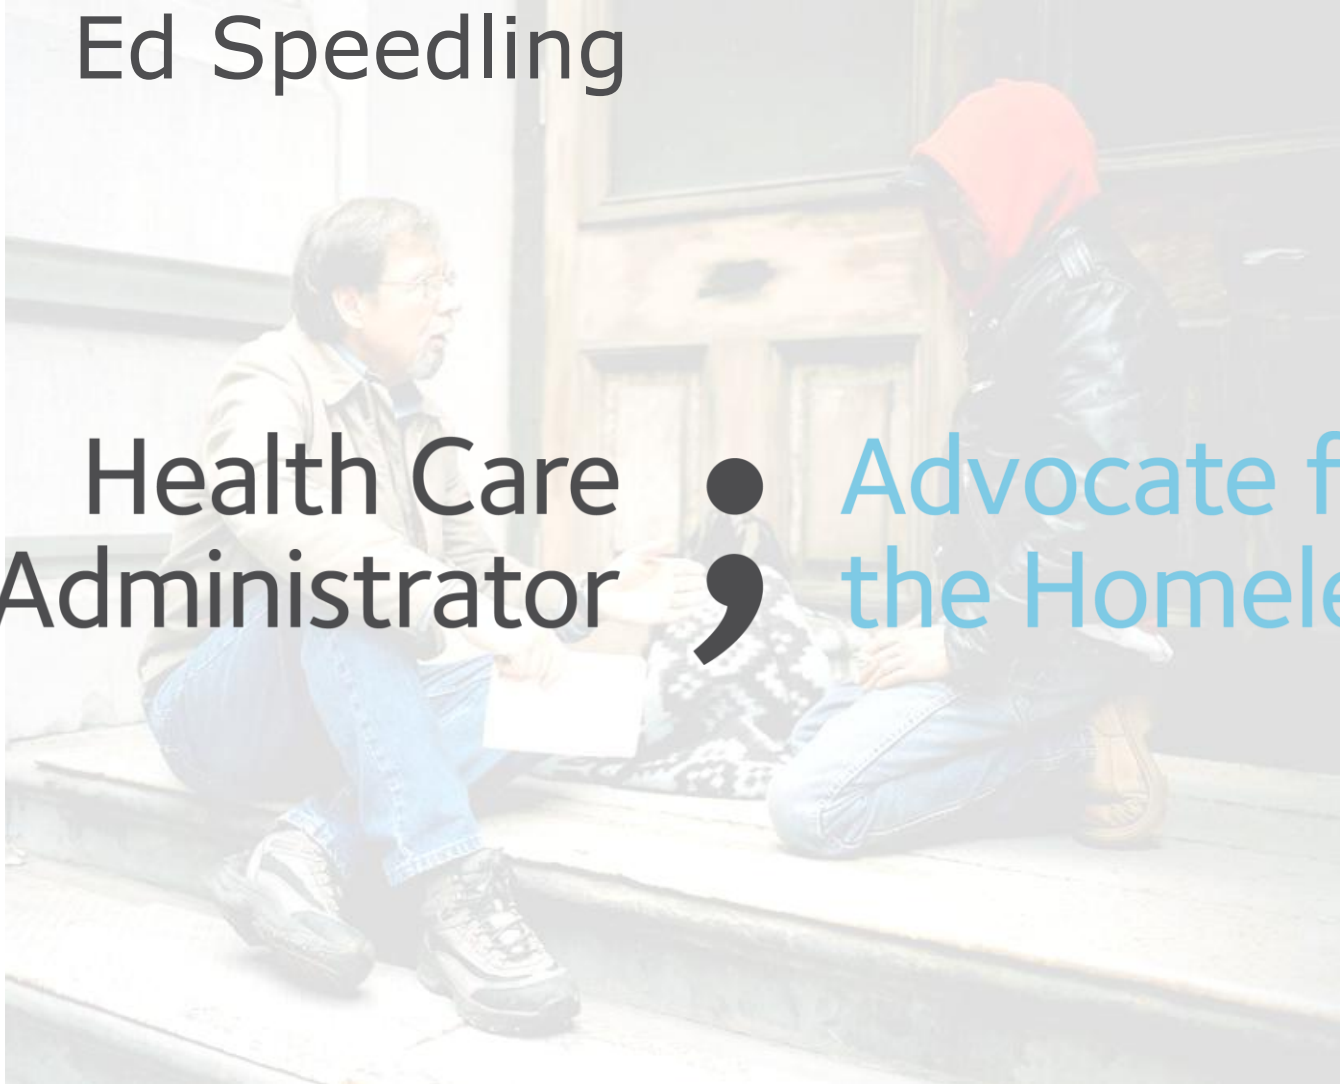 Ed Speedling
Health Care ; Advocate f
Administrator the Homele